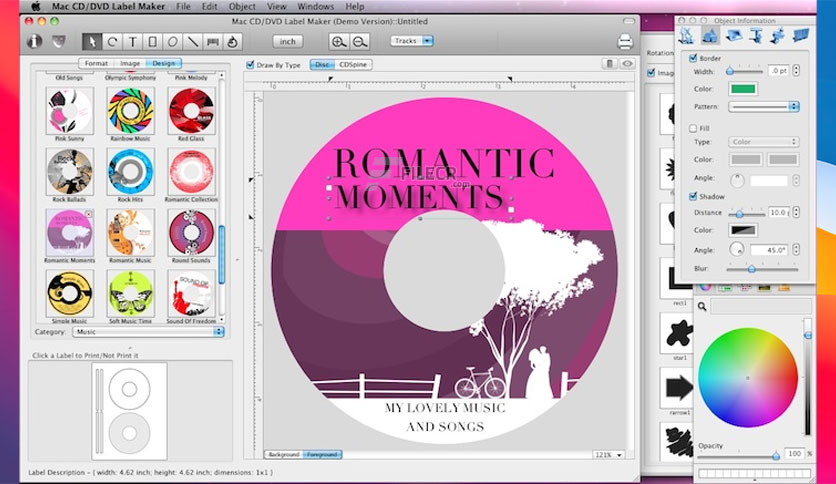 Mac CD/DVD Label Maker File Edit Object View Windows Help
Mac CD/DVD Label Maker (Demo Version)::Untitled
inch
Tracks
Format Image Design
Old Songs Olympic Symphony Pink Melody
Pink Sunny Rainbow Music Red Glass
Rock Ballads Rock Hits Romantic Collection
Romantic Moments Romantic Music Round Sounds
Simple Music Soft Music Time Sound Of Freedom
Category: Music
Click a Label to Print/Not Print it
Label Description - ( width: 4.62 inch; height: 4.62 inch; dimensions: 1x1 )
Draw By Type Disc CDSpine
ROMANTIC
MOMENTS
FILECR
.com
MY LOVELY MUSIC
AND SONGS
Background Foreground
121%
Rotation
Object Information
Border
Width: .0 pt
Color:
Pattern:
Fill
Type: Color
Color:
Angle:
Shadow
Distance 10.0
Color:
Angle: 45.0°
Blur:
rect1
star1
rarrow1
Opacity
100 %